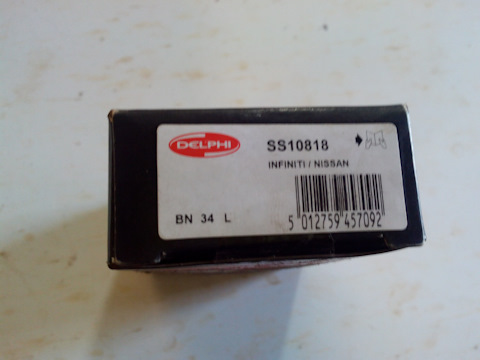 DELPHI
SS10818
INFINITI / NISSAN
BN 34 L
5 012759 457092